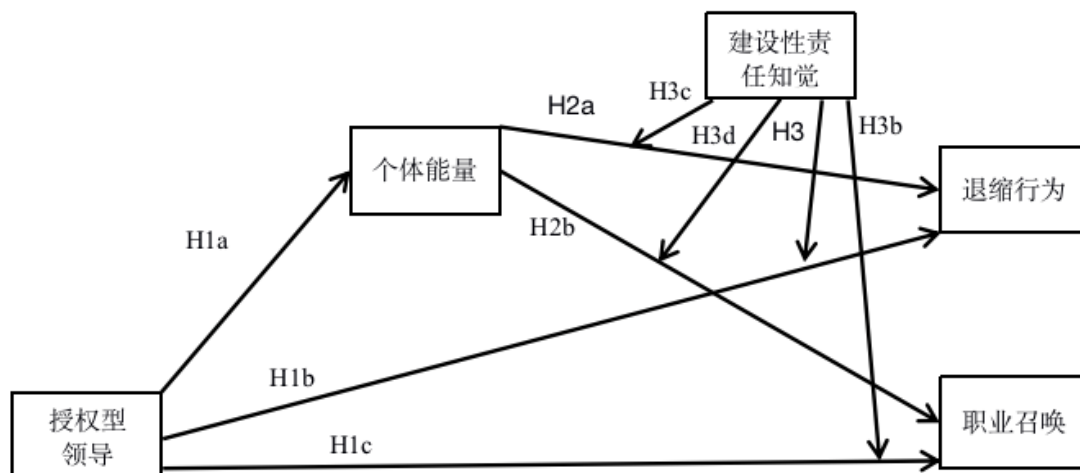 建设性责
任知觉
H3c
H2a
H3d
H3
H3b
个体能量
退缩行为
H2b
H1a
H1b
授权型
领导
职业召唤
H1c